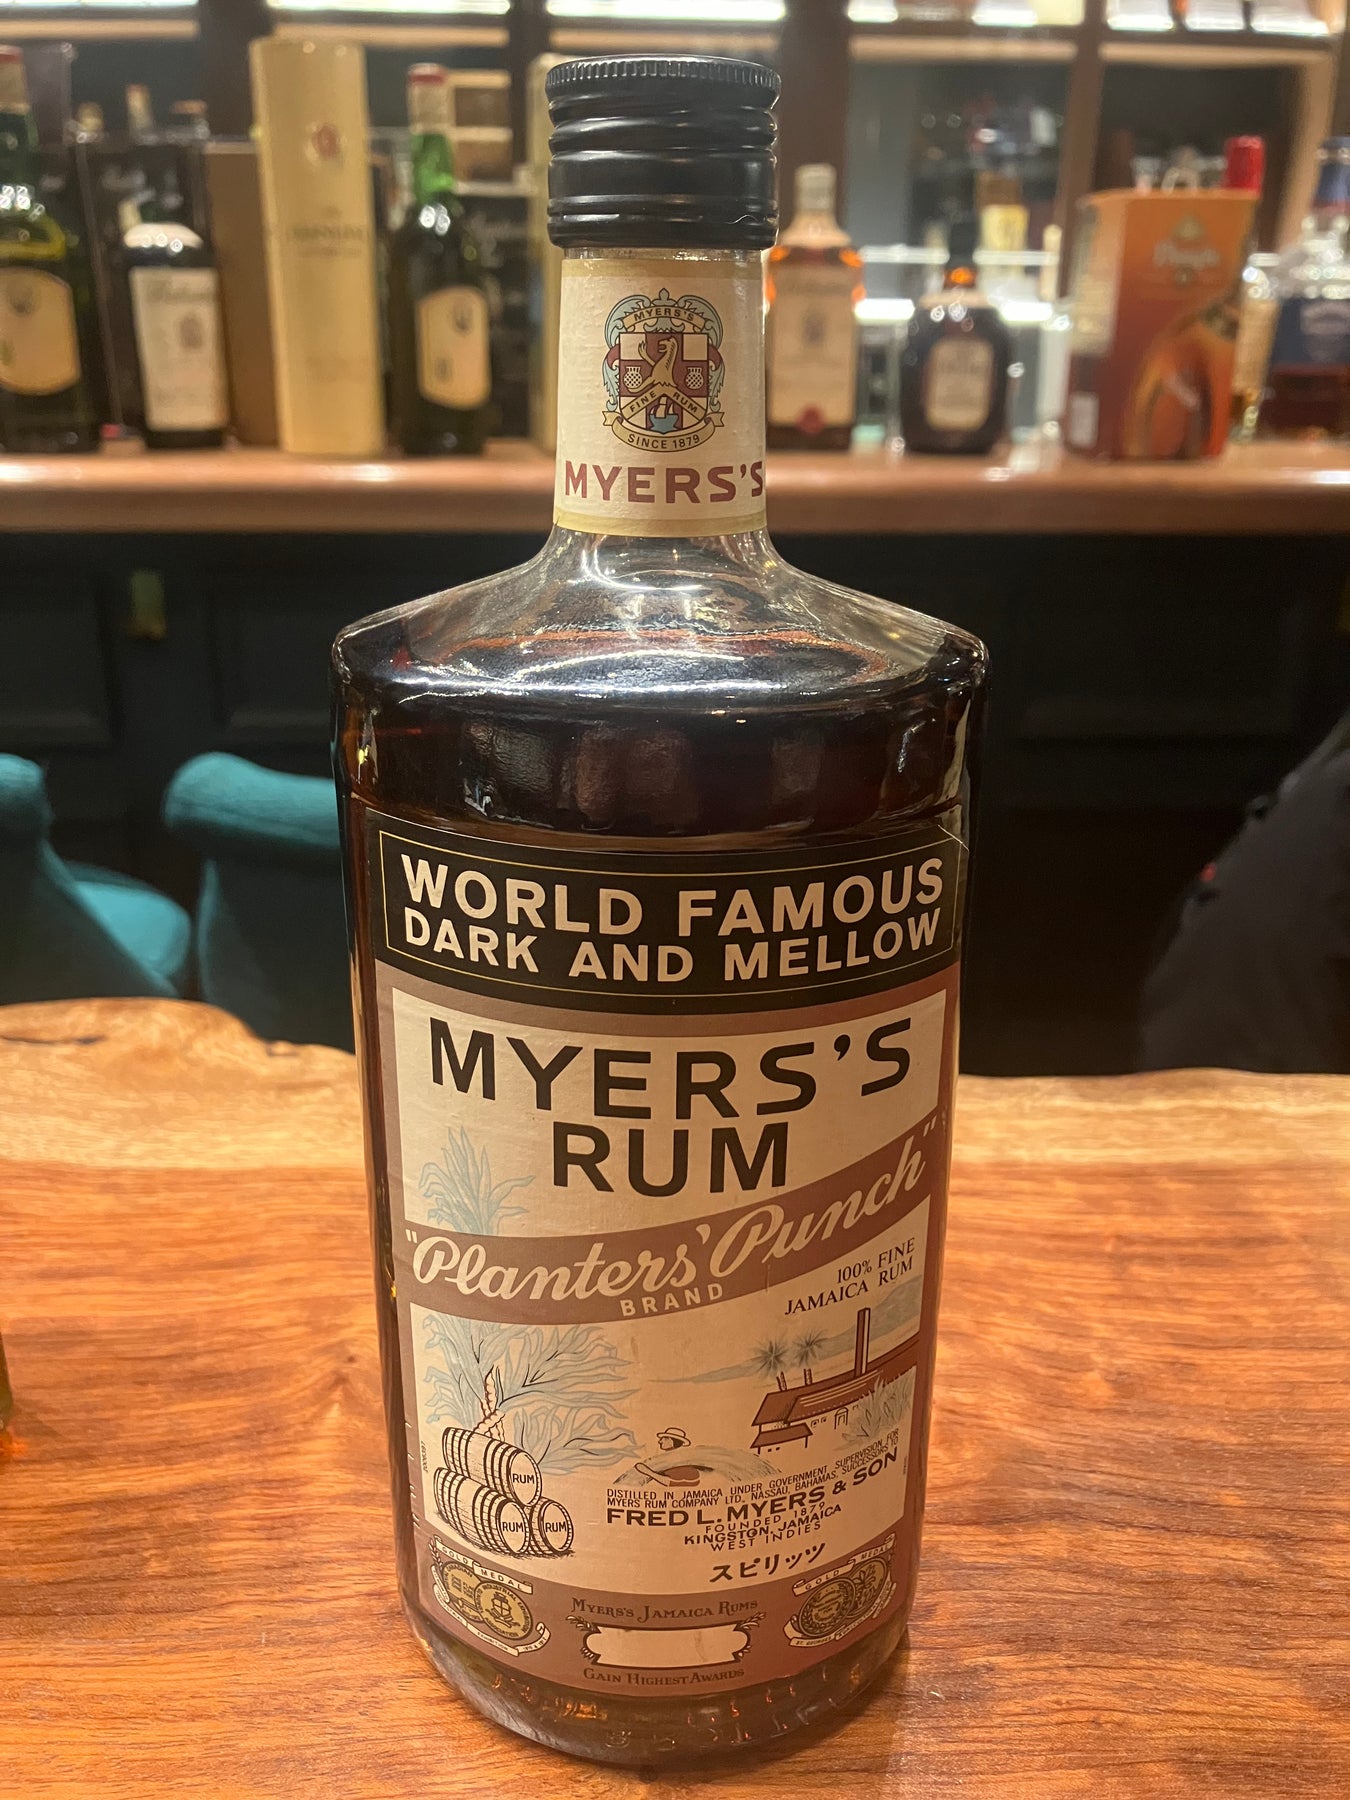 MYERS'S
FINE RUM
SINCE 1879
MYERS'S
WORLD FAMOUS
DARK AND MELLOW
MYERS'S
RUM
"Planters' Punch"
BRAND
100% FINE
JAMAICA RUM
RUM
RUM
RUM
DISTILLED IN JAMAICA UNDER GOVERNMENT SUPERVISION FOR
MYERS RUM COMPANY LTD., NASSAU, BAHAMAS, SUCCESSORS TO
FRED L. MYERS & SON
FOUNDED 1879
KINGSTON, JAMAICA
WEST INDIES
スピリッツ
GOLD MEDAL
GOLD MEDAL
MYERS'S JAMAICA RUMS
GAIN HIGHEST AWARDS